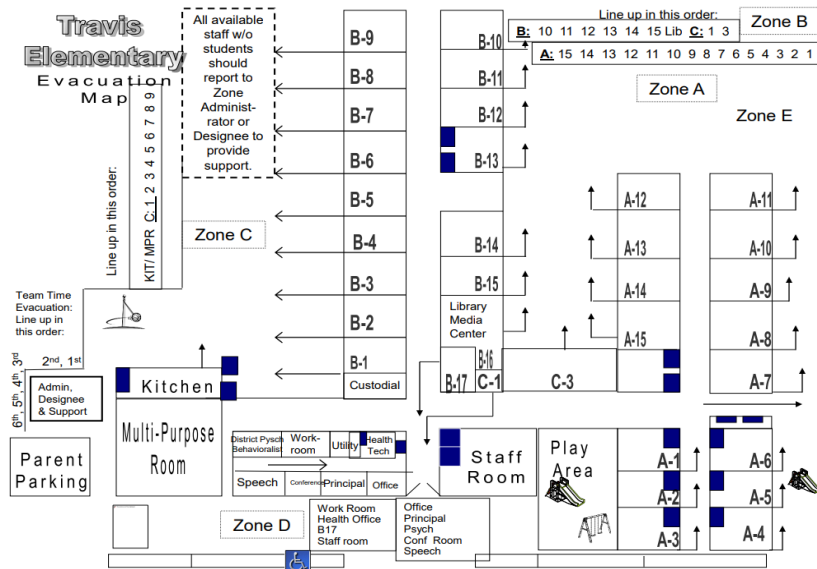 Travis
Elementary
Evacuation
Map
All available
staff w/o
students
should
report to
Zone
Administ-
rator or
Designee to
provide
support.
Line up in this order:
Zone B
B: 10 11 12 13 14 15 Lib C: 1 3
A: 15 14 13 12 11 10 9 8 7 6 5 4 3 2 1
Zone A
Zone E
Zone C
Line up in this order:
KIT/ MPR C: 1 2 3 4 5 6 7 8 9
B-9
B-8
B-7
B-6
B-5
B-4
B-3
B-2
B-1
Custodial
B-10
B-11
B-12
B-13
B-14
B-15
Library
Media
Center
B-16
B-17
C-1
C-3
A-12
A-13
A-14
A-15
A-11
A-10
A-9
A-8
A-7
Team Time
Evacuation:
Line up in
this order:
2nd, 1st
6th 5th 4th 3rd
Admin,
Designee
& Support
Parent
Parking
Kitchen
Multi-Purpose
Room
District Pysch
Behavioralist
Work-
room
Utility
Health
Tech
Speech
Conference
Principal
Office
Staff
Room
Play
Area
A-1
A-2
A-3
A-6
A-5
A-4
Zone D
Work Room
Health Office
B17
Staff room
Office
Principal
Psych
Conf Room
Speech